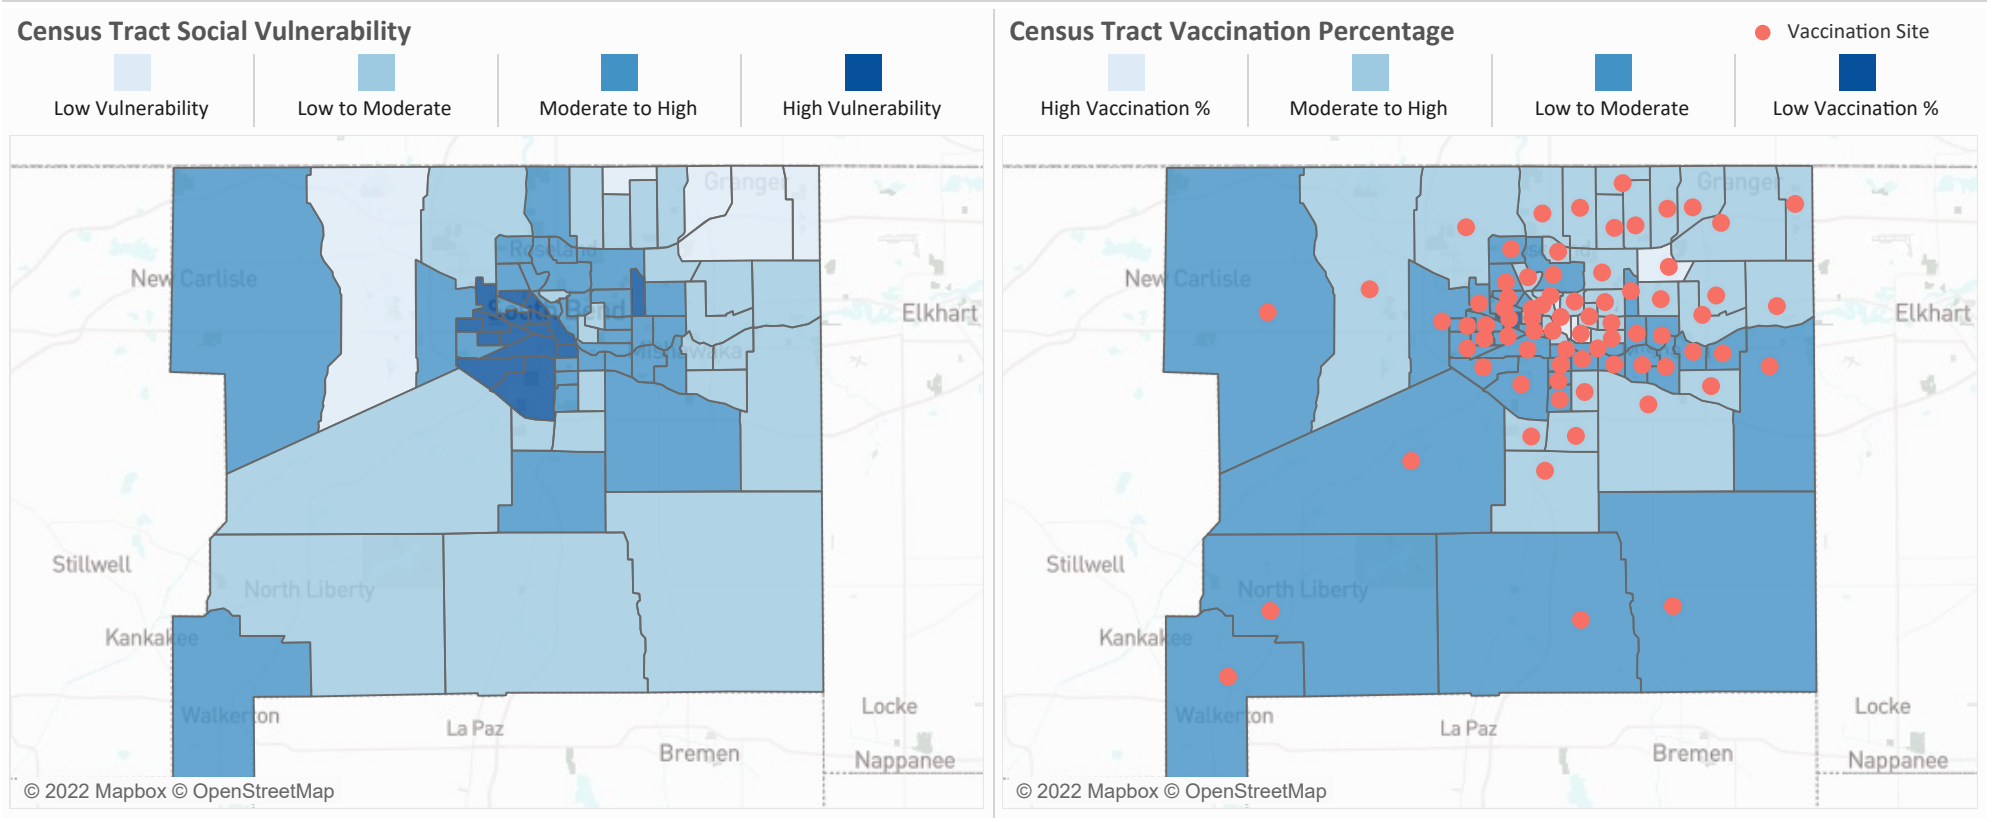 Census Tract Social Vulnerability
Low Vulnerability
Low to Moderate
Moderate to High
High Vulnerability
Granger
Roseland
New Carlisle
South Bend
Elkhart
Mishawaka
Stillwell
North Liberty
Kankakee
Walkerton
La Paz
Locke
Bremen
Nappanee
© 2022 Mapbox © OpenStreetMap
Census Tract Vaccination Percentage
Vaccination Site
High Vaccination %
Moderate to High
Low to Moderate
Low Vaccination %
Granger
New Carlisle
Elkhart
Stillwell
North Liberty
Kankakee
Walkerton
La Paz
Locke
Bremen
Nappanee
© 2022 Mapbox © OpenStreetMap